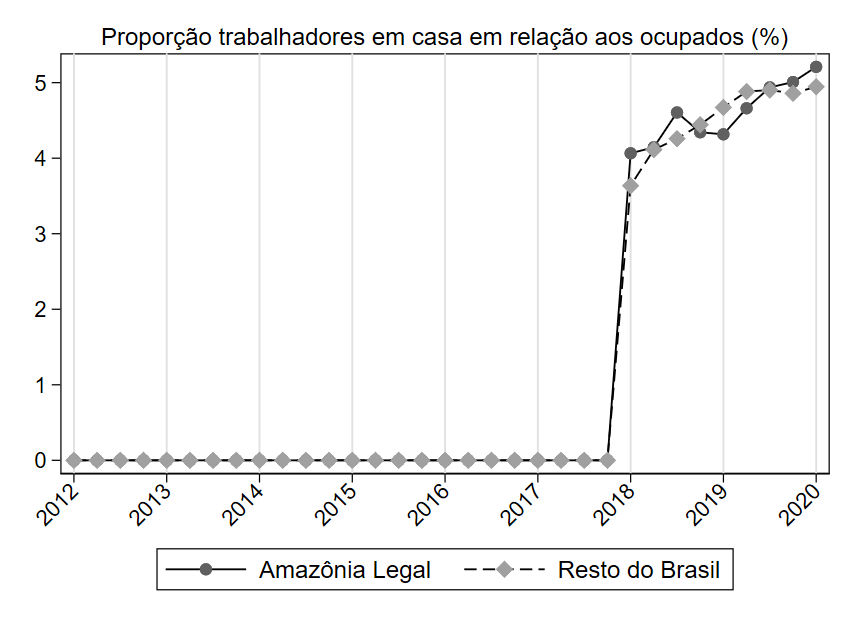 Proporção trabalhadores em casa em relação aos ocupados (%)
5
4
3
2
1
0
2012 2013 2014 2015 2016 2017 2018 2019 2020
Amazônia Legal Resto do Brasil